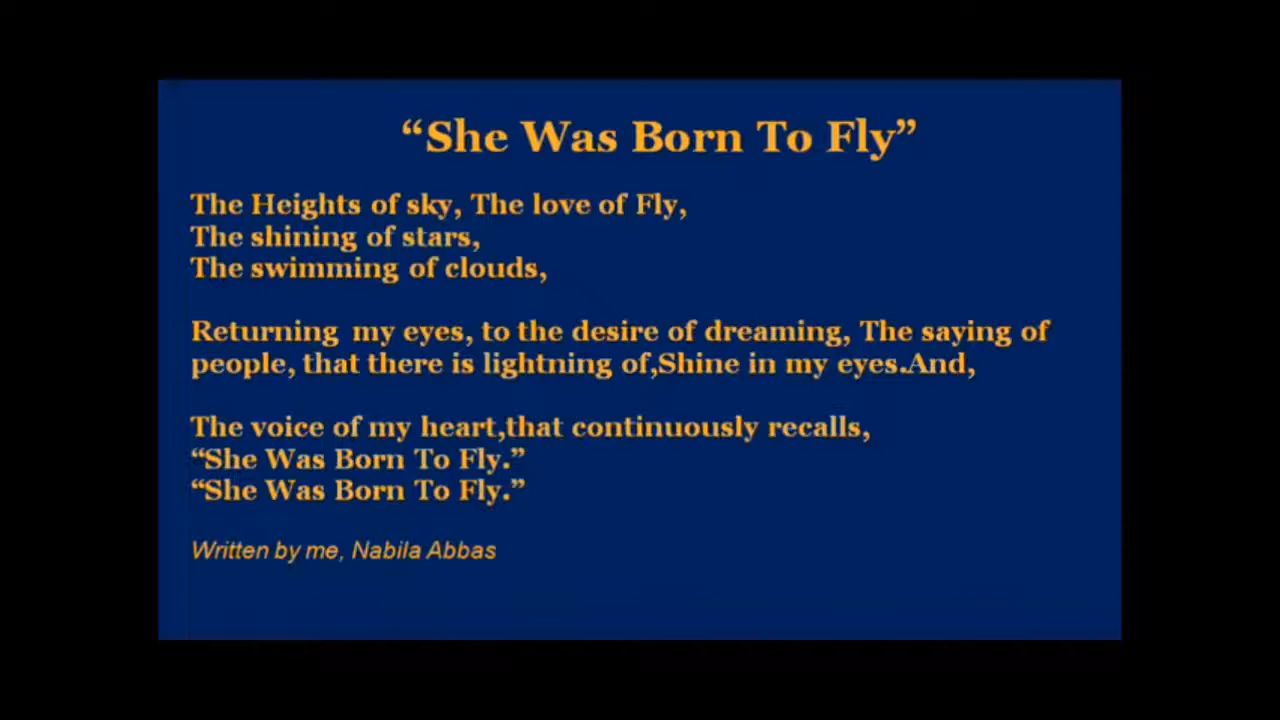 “She Was Born To Fly”
The Heights of sky, The love of Fly,
The shining of stars,
The swimming of clouds,
Returning my eyes, to the desire of dreaming, The saying of
people, that there is lightning of,Shine in my eyes.And,
The voice of my heart,that continuously recalls,
“She Was Born To Fly.”
“She Was Born To Fly.”
Written by me, Nabila Abbas